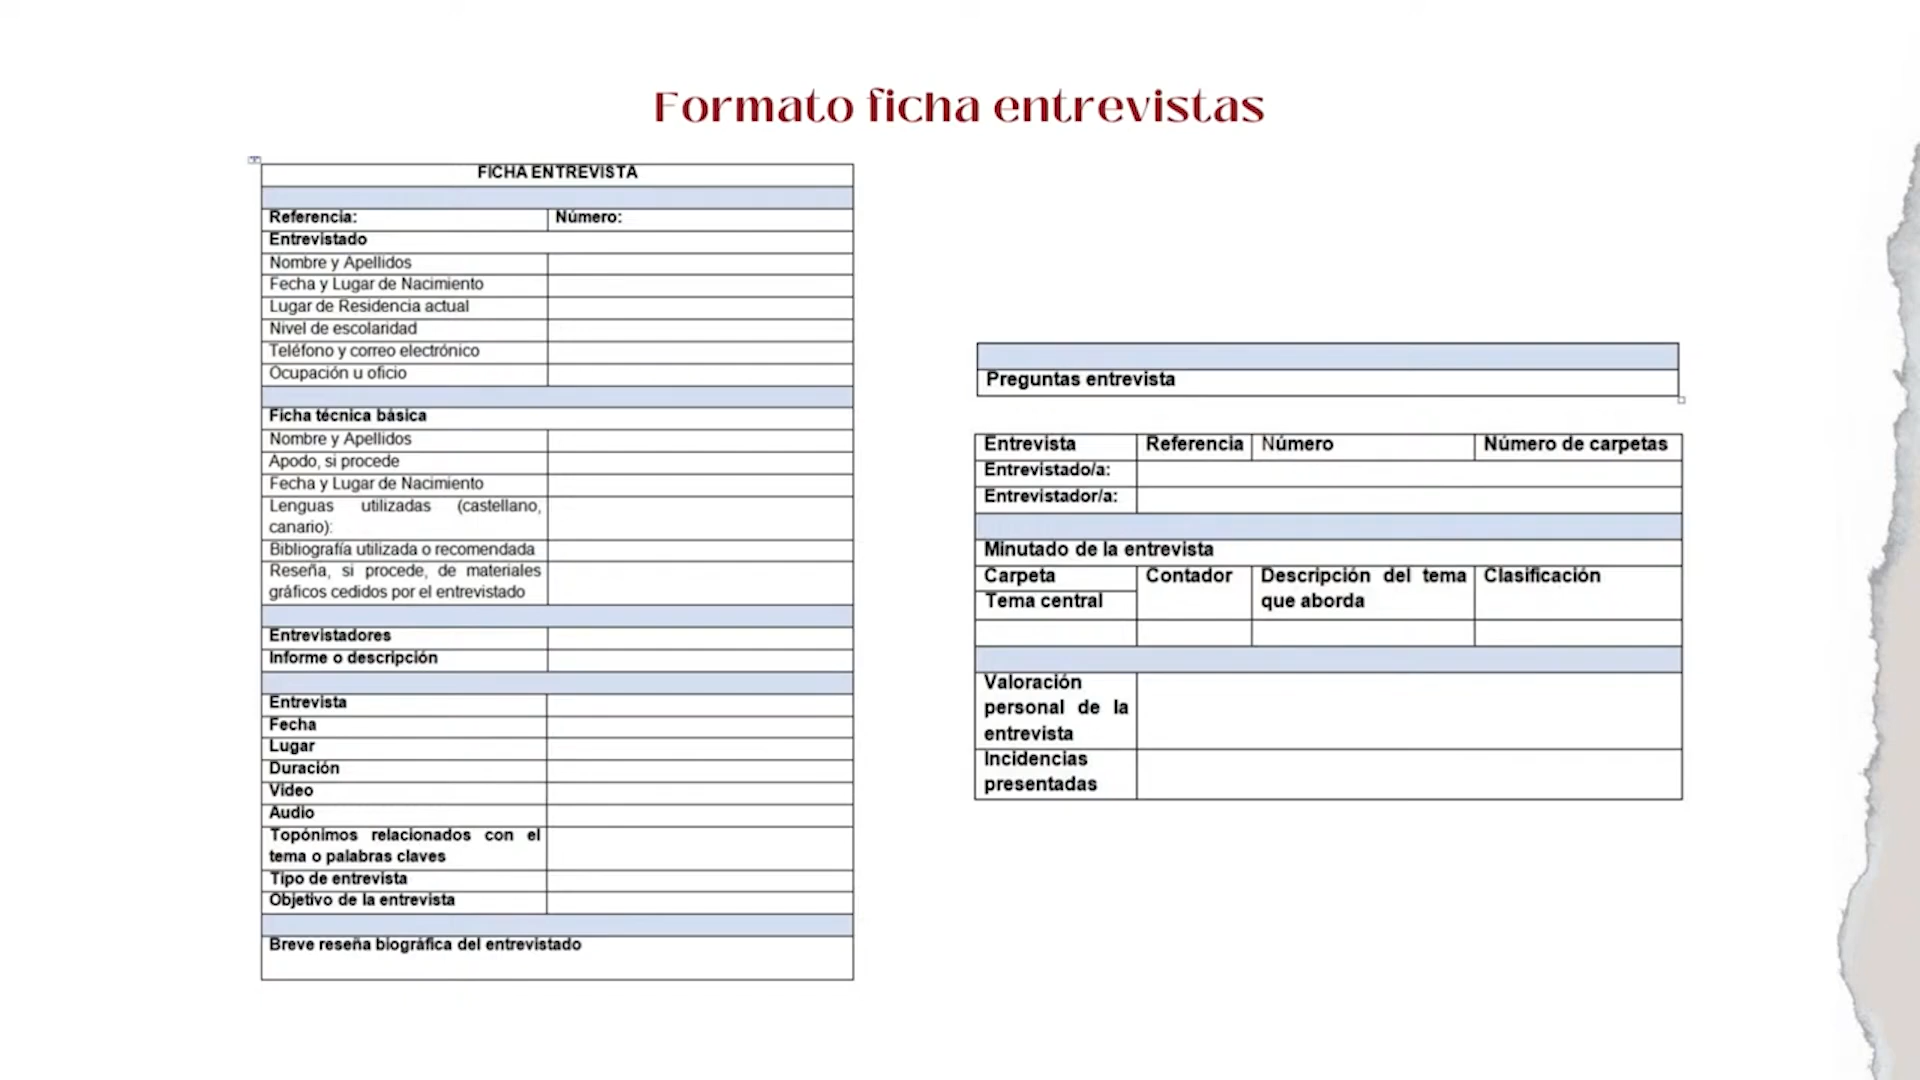 Formato ficha entrevistas
FICHA ENTREVISTA
Referencia: Número:
Entrevistado
Nombre y Apellidos
Fecha y Lugar de Nacimiento
Lugar de Residencia actual
Nivel de escolaridad
Teléfono y correo electrónico
Ocupación u oficio
Ficha técnica básica
Nombre y Apellidos
Apodo, si procede
Fecha y Lugar de Nacimiento
Lenguas utilizadas (castellano,
canario):
Bibliografía utilizada o recomendada
Reseña, si procede, de materiales
gráficos cedidos por el entrevistado
Entrevistadores
Informe o descripción
Entrevista
Fecha
Lugar
Duración
Video
Audio
Topónimos relacionados con el
tema o palabras claves
Tipo de entrevista
Objetivo de la entrevista
Breve reseña biográfica del entrevistado
Preguntas entrevista
Entrevista Referencia Número Número de carpetas
Entrevistado/a:
Entrevistador/a:
Minutado de la entrevista
Carpeta Contador Descripción del tema Clasificación
Tema central que aborda
Valoración
personal de la
entrevista
Incidencias
presentadas